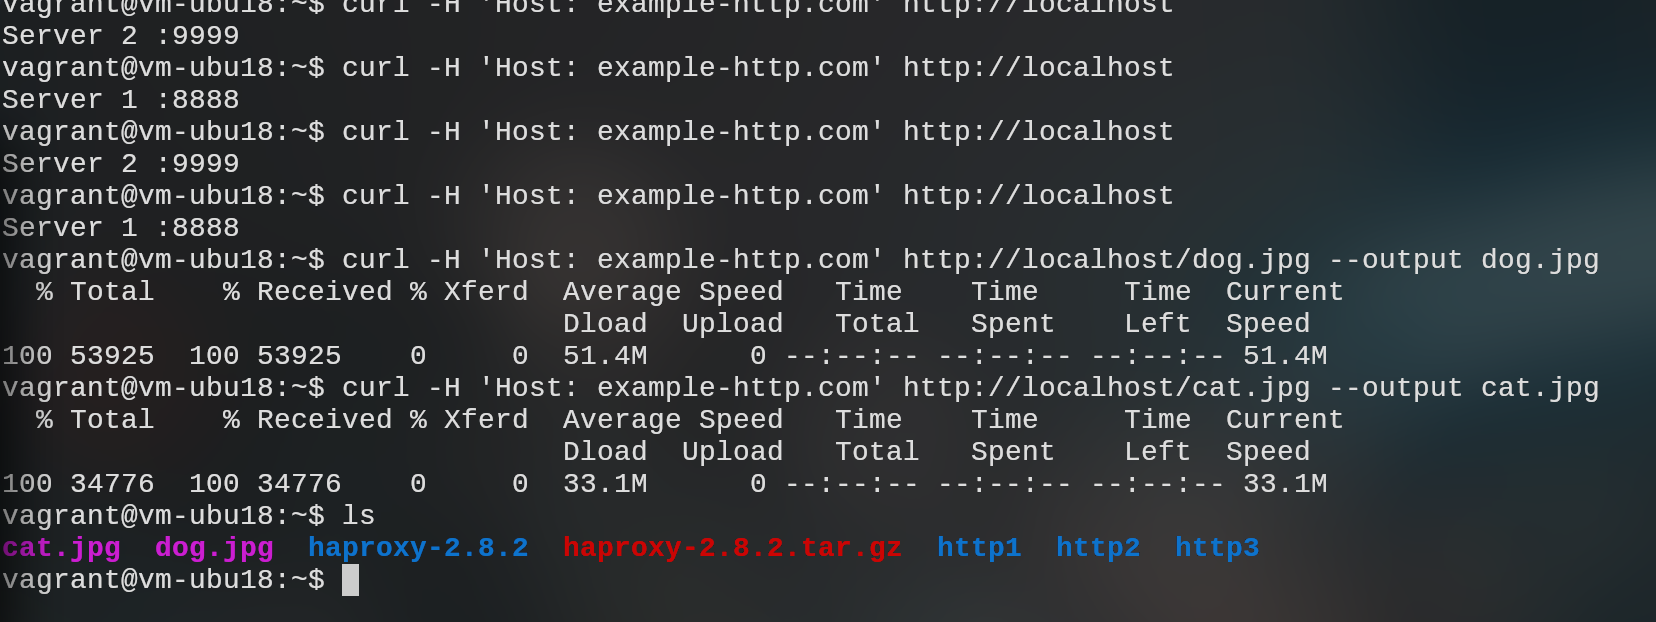 vagrant@vm-ubu18:~$ curl -H 'Host: example-http.com' http://localhost
Server 2 :9999
vagrant@vm-ubu18:~$ curl -H 'Host: example-http.com' http://localhost
Server 1 :8888
vagrant@vm-ubu18:~$ curl -H 'Host: example-http.com' http://localhost
Server 2 :9999
vagrant@vm-ubu18:~$ curl -H 'Host: example-http.com' http://localhost
Server 1 :8888
vagrant@vm-ubu18:~$ curl -H 'Host: example-http.com' http://localhost/dog.jpg --output dog.jpg
  % Total    % Received % Xferd  Average Speed   Time    Time     Time  Current
                                 Dload  Upload   Total   Spent    Left  Speed
100 53925  100 53925    0     0  51.4M      0 --:--:-- --:--:-- --:--:-- 51.4M
vagrant@vm-ubu18:~$ curl -H 'Host: example-http.com' http://localhost/cat.jpg --output cat.jpg
  % Total    % Received % Xferd  Average Speed   Time    Time     Time  Current
                                 Dload  Upload   Total   Spent    Left  Speed
100 34776  100 34776    0     0  33.1M      0 --:--:-- --:--:-- --:--:-- 33.1M
vagrant@vm-ubu18:~$ ls
cat.jpg  dog.jpg  haproxy-2.8.2  haproxy-2.8.2.tar.gz  http1  http2  http3
vagrant@vm-ubu18:~$